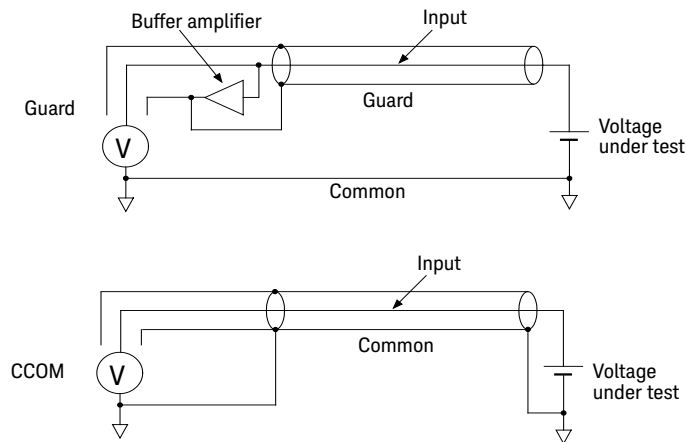 Buffer amplifier
Input
Guard
Guard
V
Voltage
under test
Common
Input
Common
CCOM
V
Voltage
under test